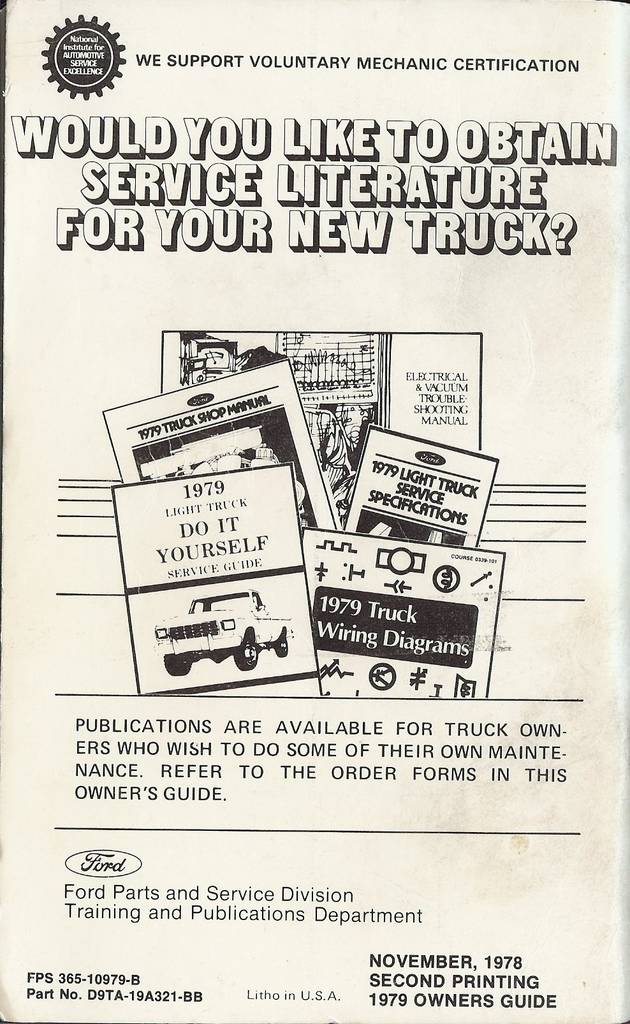 National
Institute for
AUTOMOTIVE
SERVICE
EXCELLENCE
WE SUPPORT VOLUNTARY MECHANIC CERTIFICATION
WOULD YOU LIKE TO OBTAIN
SERVICE LITERATURE
FOR YOUR NEW TRUCK?
ELECTRICAL
& VACUUM
TROUBLE-
SHOOTING
MANUAL
Ford
1979 TRUCK SHOP MANUAL
Ford
1979 LIGHT TRUCK
SERVICE
SPECIFICATIONS
1979
LIGHT TRUCK
DO IT
YOURSELF
SERVICE GUIDE
COURSE 0339-101
1979 Truck
Wiring Diagrams
PUBLICATIONS ARE AVAILABLE FOR TRUCK OWN-
ERS WHO WISH TO DO SOME OF THEIR OWN MAINTE-
NANCE. REFER TO THE ORDER FORMS IN THIS
OWNER'S GUIDE.
Ford
Ford Parts and Service Division
Training and Publications Department
FPS 365-10979-B
Part No. D9TA-19A321-BB
Litho in U.S.A.
NOVEMBER, 1978
SECOND PRINTING
1979 OWNERS GUIDE